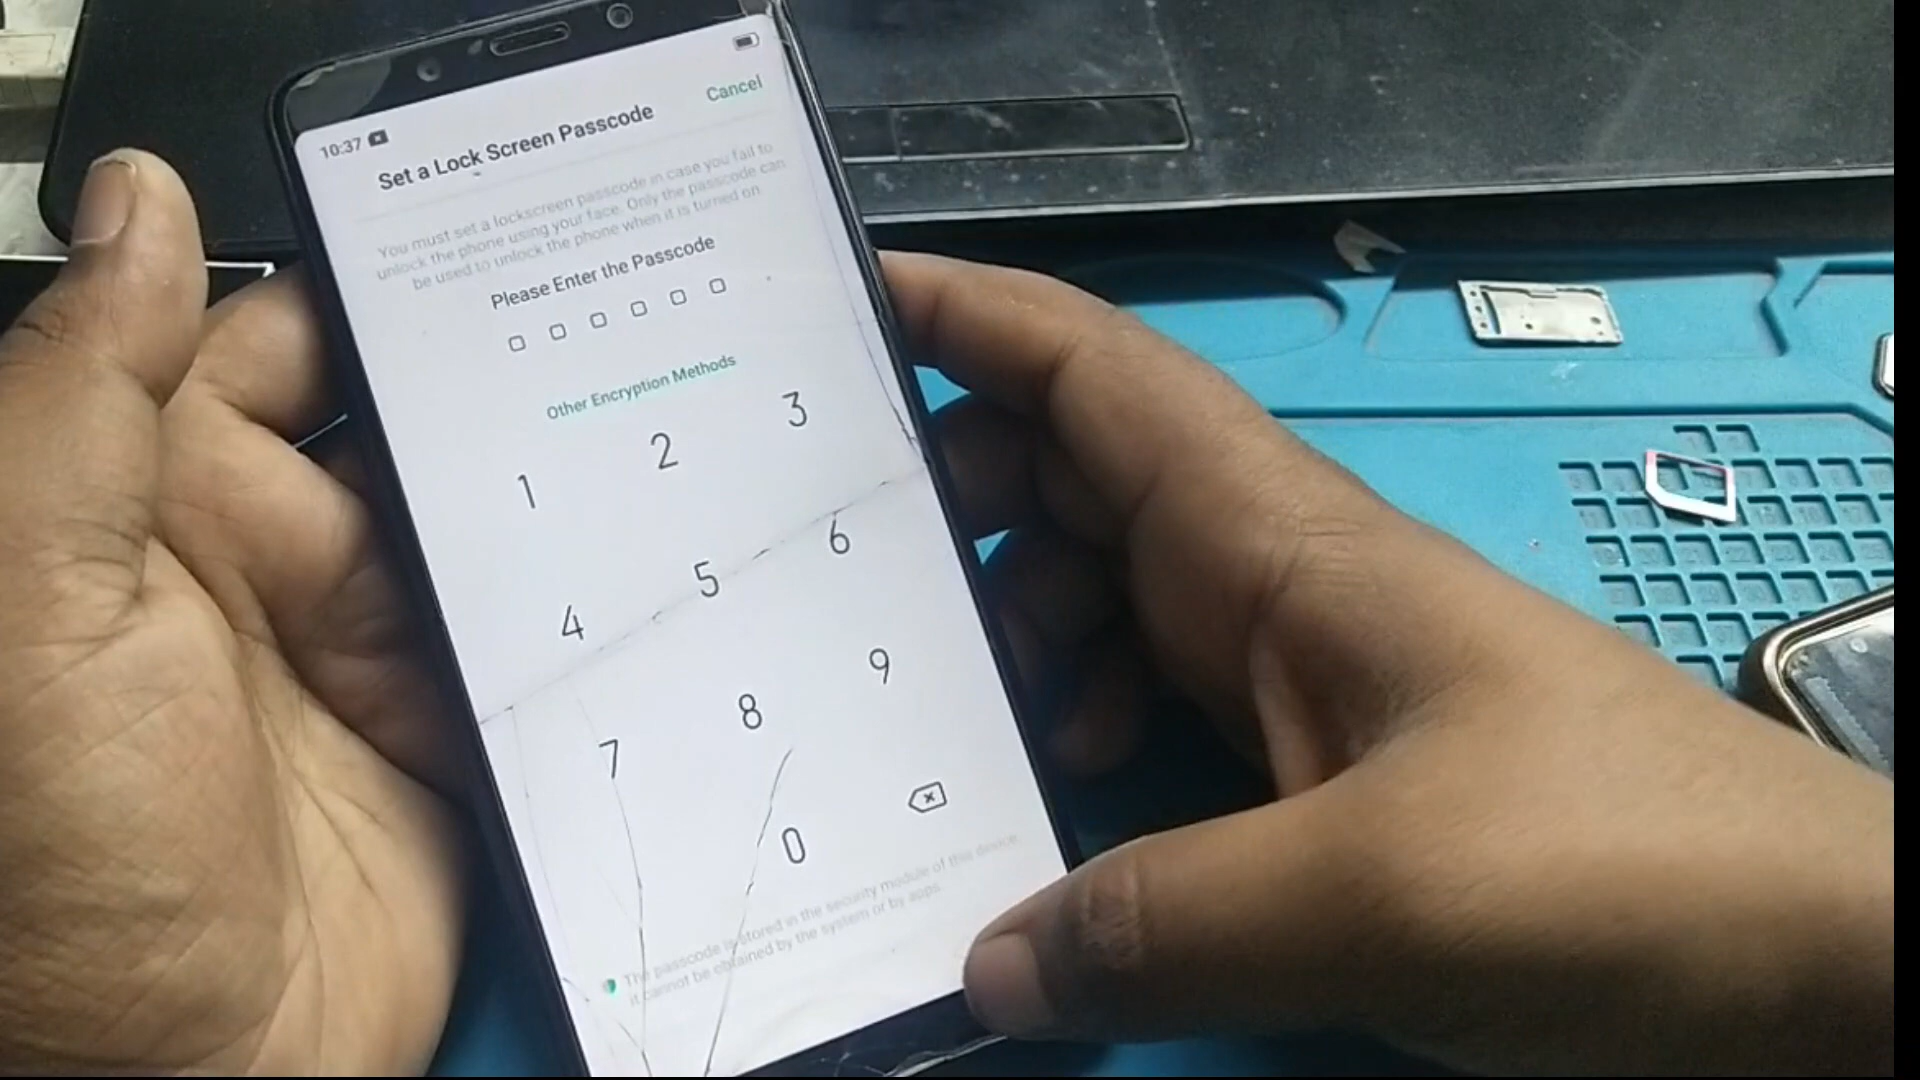 10:37
Cancel
Set a Lock Screen Passcode
You must set a lockscreen passcode in case you fail to
unlock the phone using your face. Only the passcode can
be used to unlock the phone when it is turned on
Please Enter the Passcode
Other Encryption Methods
1 2 3
4 5 6
7 8 9
0
The passcode is stored in the security module of this device.
it cannot be obtained by the system or by apps.